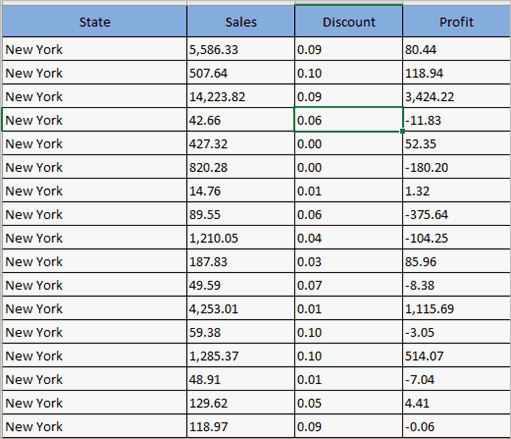 State Sales Discount Profit
New York 5,586.33 0.09 80.44
New York 507.64 0.10 118.94
New York 14,223.82 0.09 3,424.22
New York 42.66 0.06 -11.83
New York 427.32 0.00 52.35
New York 820.28 0.00 -180.20
New York 14.76 0.01 1.32
New York 89.55 0.06 -375.64
New York 1,210.05 0.04 -104.25
New York 187.83 0.03 85.96
New York 49.59 0.07 -8.38
New York 4,253.01 0.01 1,115.69
New York 59.38 0.10 -3.05
New York 1,285.37 0.10 514.07
New York 48.91 0.01 -7.04
New York 129.62 0.05 4.41
New York 118.97 0.09 -0.06